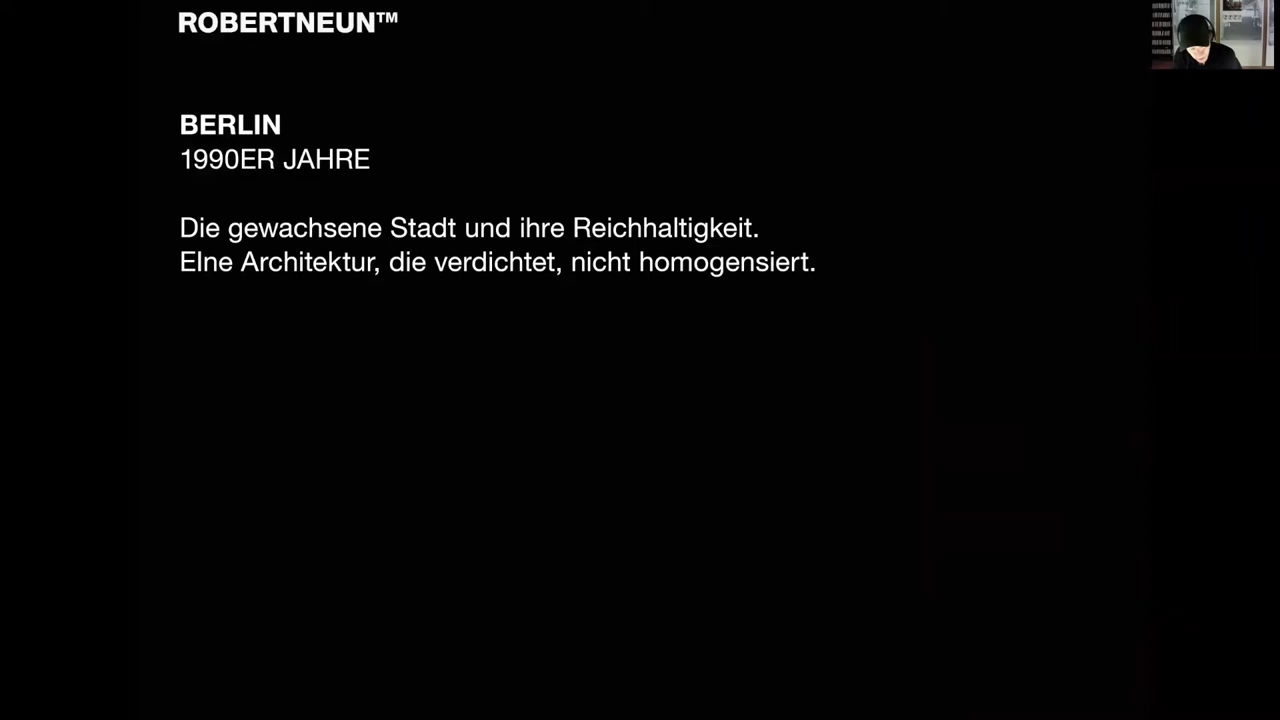 ROBERTNEUN™
BERLIN
1990ER JAHRE
Die gewachsene Stadt und ihre Reichhaltigkeit.
EIne Architektur, die verdichtet, nicht homogensiert.